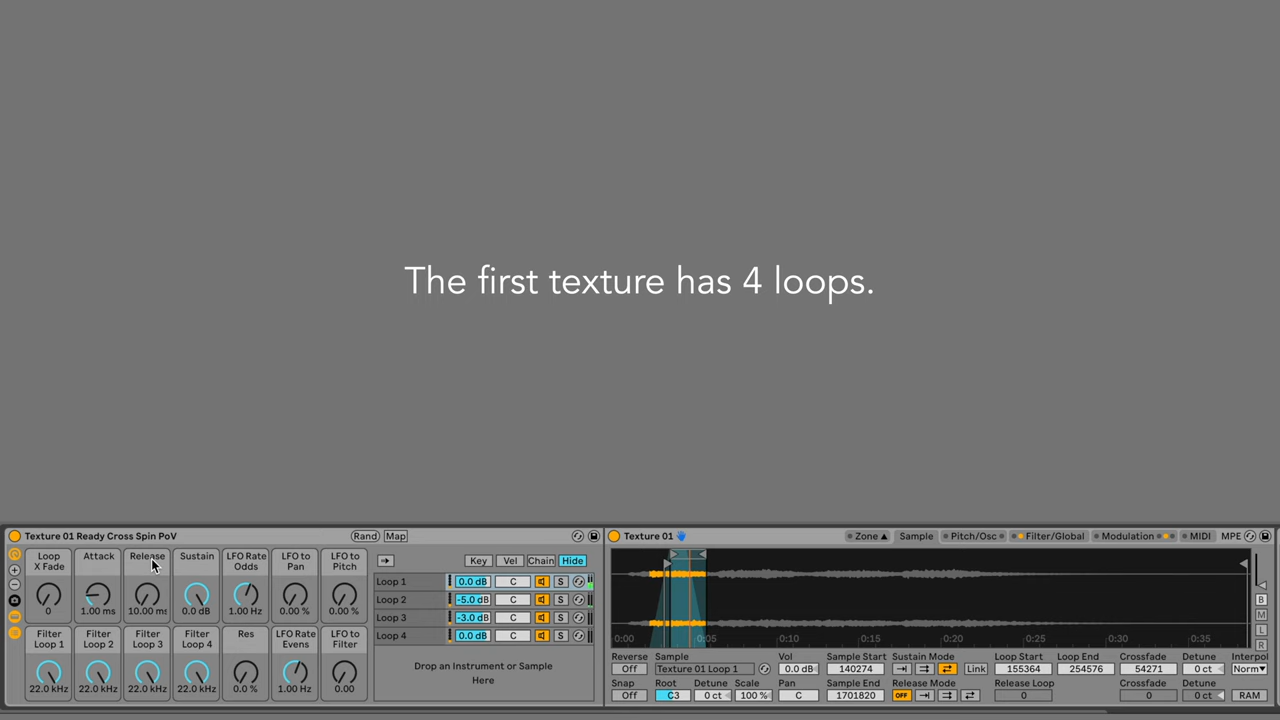 The first texture has 4 loops.
Texture 01 Ready Cross Spin PoV
Rand
Map
Loop X Fade
0
Attack
1.00 ms
Release
10.00 ms
Sustain
0.0 dB
LFO Rate Odds
1.00 Hz
LFO to Pan
0.00 %
LFO to Pitch
0.00 %
Filter Loop 1
22.0 kHz
Filter Loop 2
22.0 kHz
Filter Loop 3
22.0 kHz
Filter Loop 4
22.0 kHz
Res
0.0 %
LFO Rate Evens
1.00 Hz
LFO to Filter
0.00
Key Vel Chain Hide
Loop 1 0.0 dB C S
Loop 2 -5.0 dB C S
Loop 3 -3.0 dB C S
Loop 4 0.0 dB C S
Drop an Instrument or Sample
Here
Texture 01
Zone Sample Pitch/Osc Filter/Global Modulation MIDI MPE
0:00 0:05 0:10 0:15 0:20 0:25 0:30 0:35
B
M
L
R
Reverse Sample Vol Sample Start Sustain Mode Loop Start Loop End Crossfade Detune Interpol
Off Texture 01 Loop 1 0.0 dB 140274 Link 155364 254576 54271 0 ct Norm
Snap Root Detune Scale Pan Sample End Release Mode Release Loop Crossfade Detune
Off C3 0 ct 100 % C 1701820 OFF 0 0 0 ct RAM